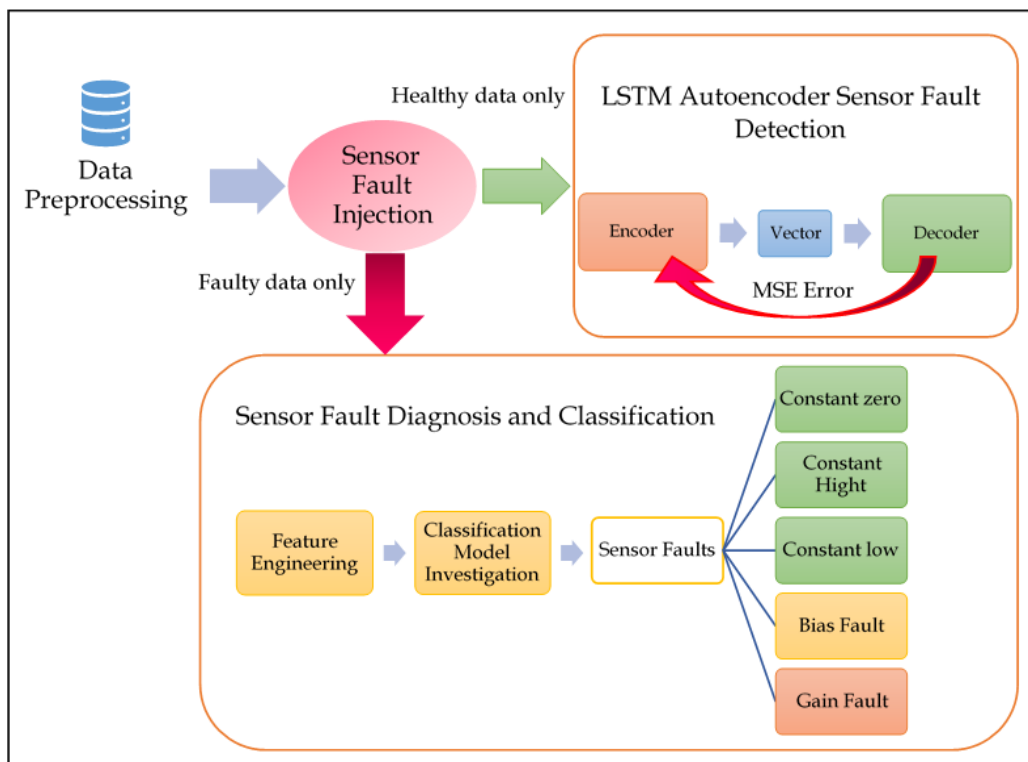 Data
Preprocessing
Sensor
Fault
Injection
Healthy data only
Faulty data only
LSTM Autoencoder Sensor Fault
Detection
Encoder
Vector
Decoder
MSE Error
Sensor Fault Diagnosis and Classification
Feature
Engineering
Classification
Model
Investigation
Sensor Faults
Constant zero
Constant
Hight
Constant low
Bias Fault
Gain Fault